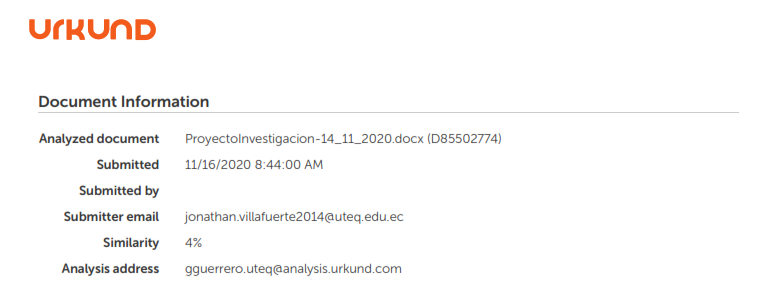 URKUND
Document Information
Analyzed document ProyectoInvestigacion-14_11_2020.docx (D85502774)
Submitted 11/16/2020 8:44:00 AM
Submitted by
Submitter email jonathan.villafuerte2014@uteq.edu.ec
Similarity 4%
Analysis address gguerrero.uteq@analysis.urkund.com